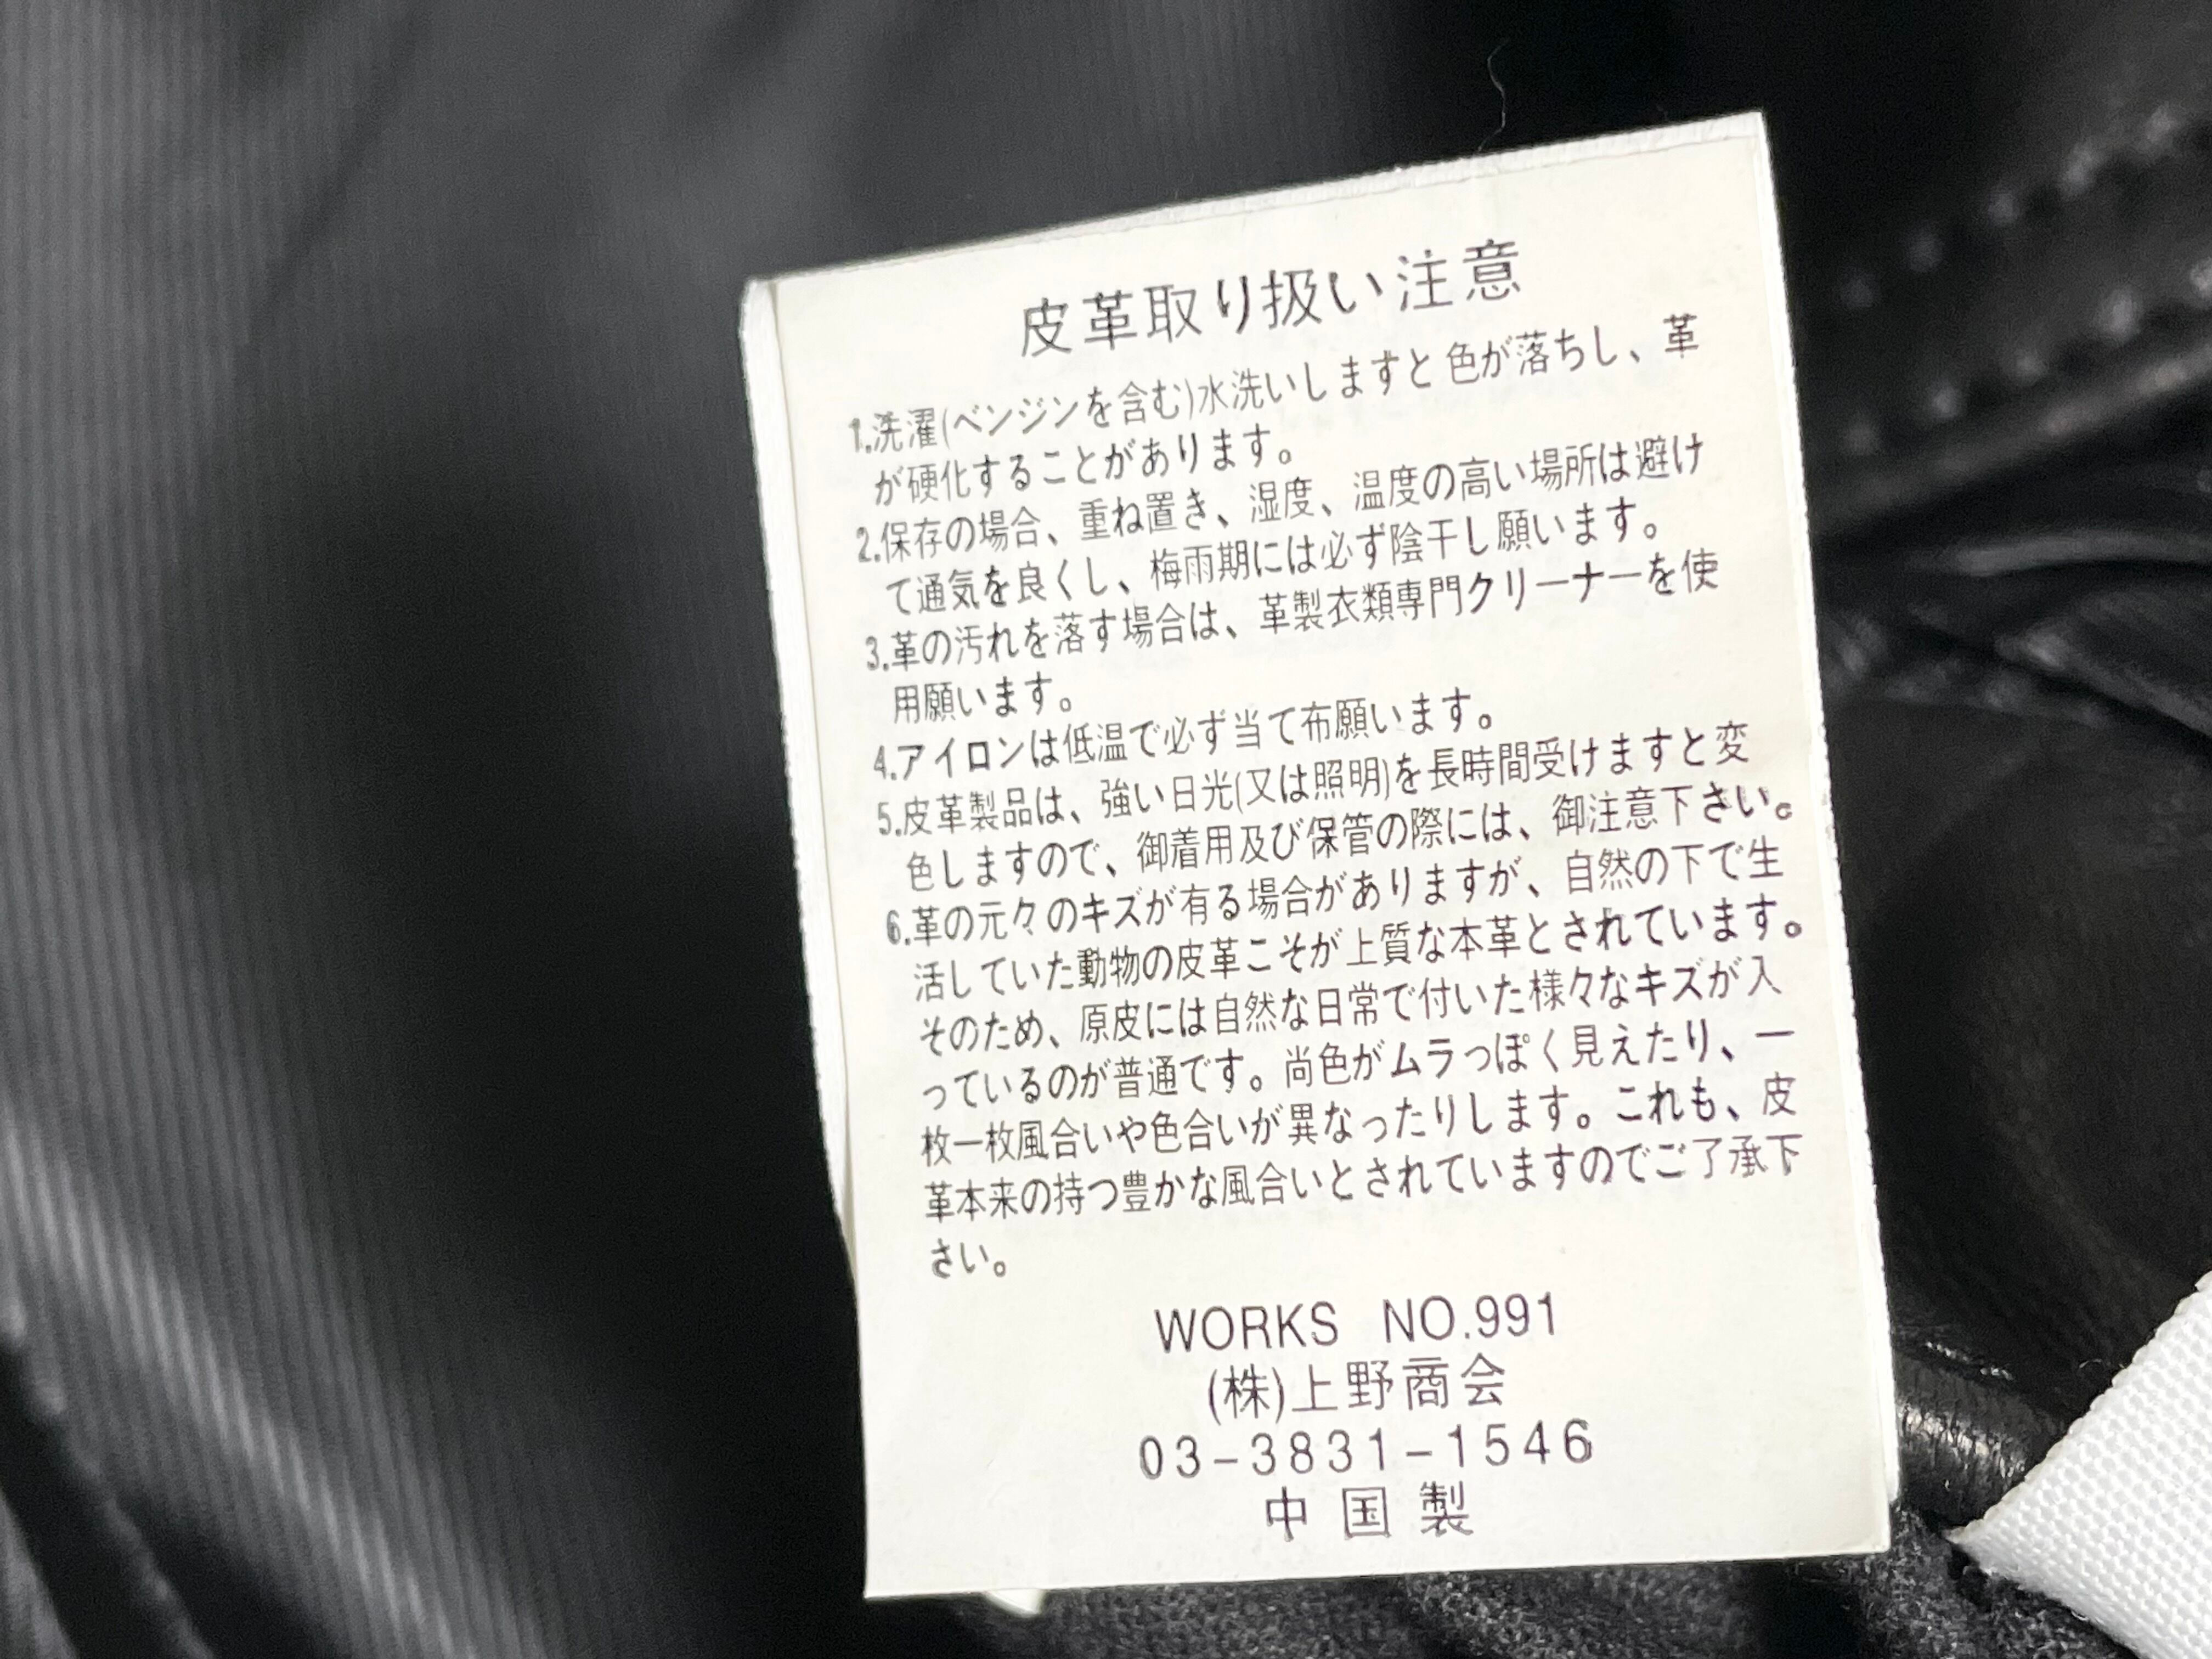 皮革取り扱い注意
1.洗濯(ベンジンを含む)水洗いしますと色が落ちし、革
が硬化することがあります。
2.保存の場合、重ね置き、湿度、温度の高い場所は避け
て通気を良くし、梅雨期には必ず陰干し願います。
3.革の汚れを落す場合は、革製衣類専門クリーナーを使
用願います。
4.アイロンは低温で必ず当て布願います。
5.皮革製品は、強い日光(又は照明)を長時間受けますと変
色しますので、御着用及び保管の際には、御注意下さい。
6.革の元々のキズが有る場合がありますが、自然の下で生
活していた動物の皮革こそが上質な本革とされています。
そのため、原皮には自然な日常で付いた様々なキズが入
っているのが普通です。尚色がムラっぽく見えたり、一
枚一枚風合いや色合いが異なったりします。これも、皮
革本来の持つ豊かな風合いとされていますのでご了承下
さい。
WORKS NO.991
(株)上野商会
03-3831-1546
中国製